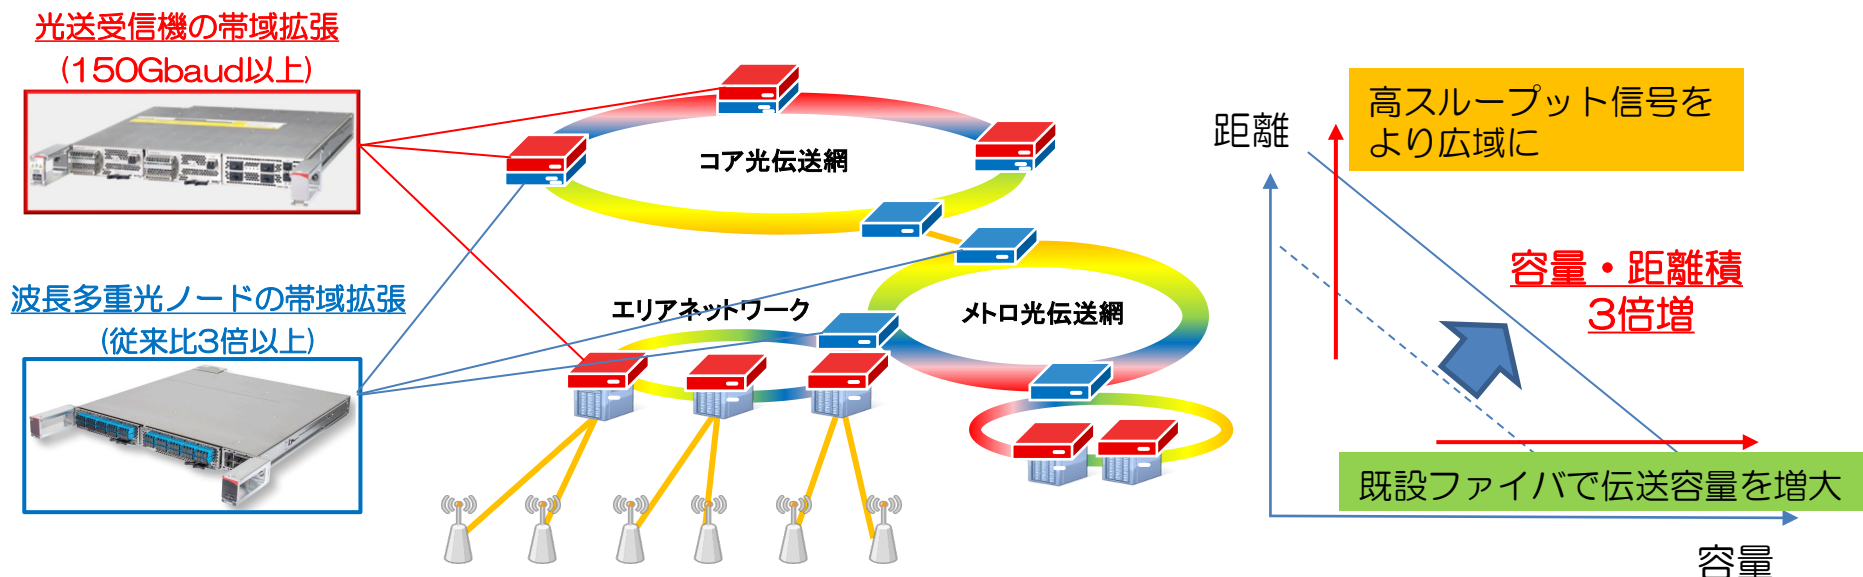 光送受信機の帯域拡張
(150Gbaud以上)
波長多重光ノードの帯域拡張
(従来比3倍以上)
コア光伝送網
エリアネットワーク
メトロ光伝送網
距離
高スループット信号を
より広域に
容量・距離積
3倍増
既設ファイバで伝送容量を増大
容量